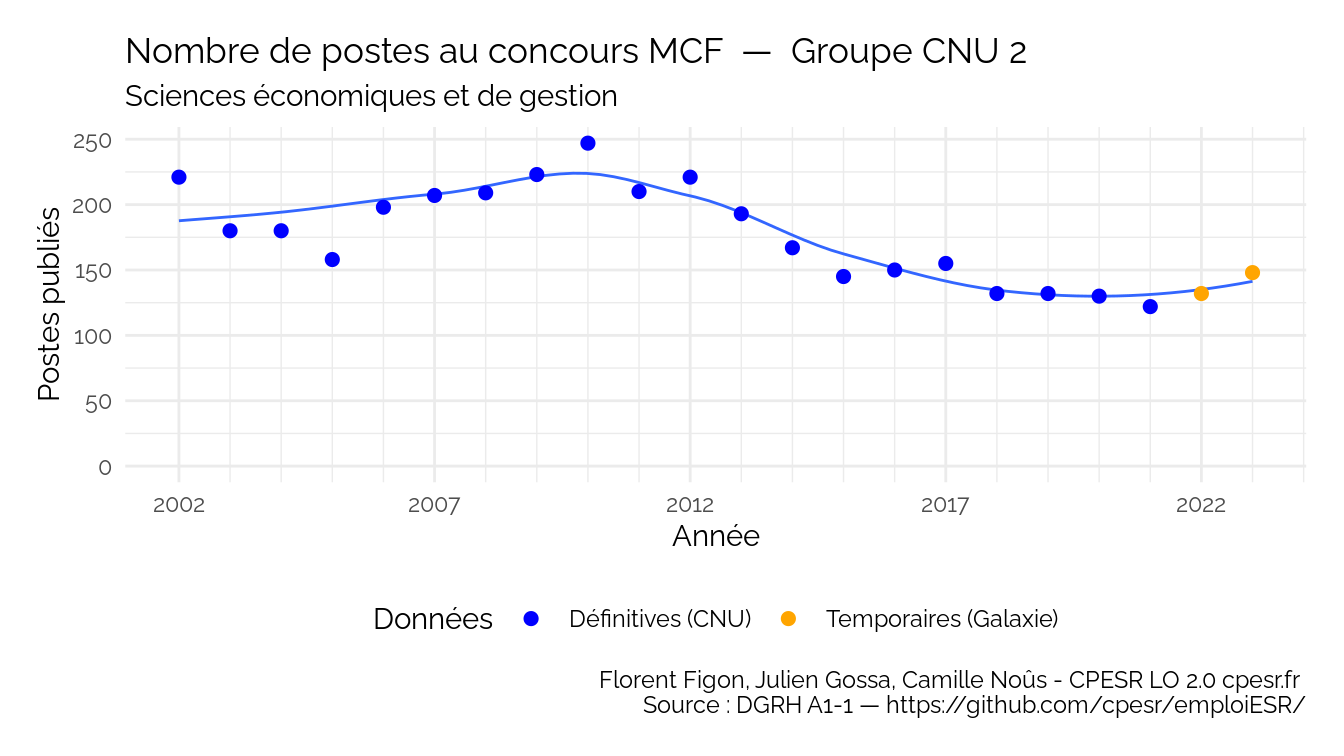 Nombre de postes au concours MCF — Groupe CNU 2
Sciences économiques et de gestion
Postes publiés
250
200
150
100
50
0
2002 2007 2012 2017 2022
Année
Données Définitives (CNU) Temporaires (Galaxie)
Florent Figon, Julien Gossa, Camille Noûs - CPESR LO 2.0 cpesr.fr
Source : DGRH A1-1 — https://github.com/cpesr/emploiESR/